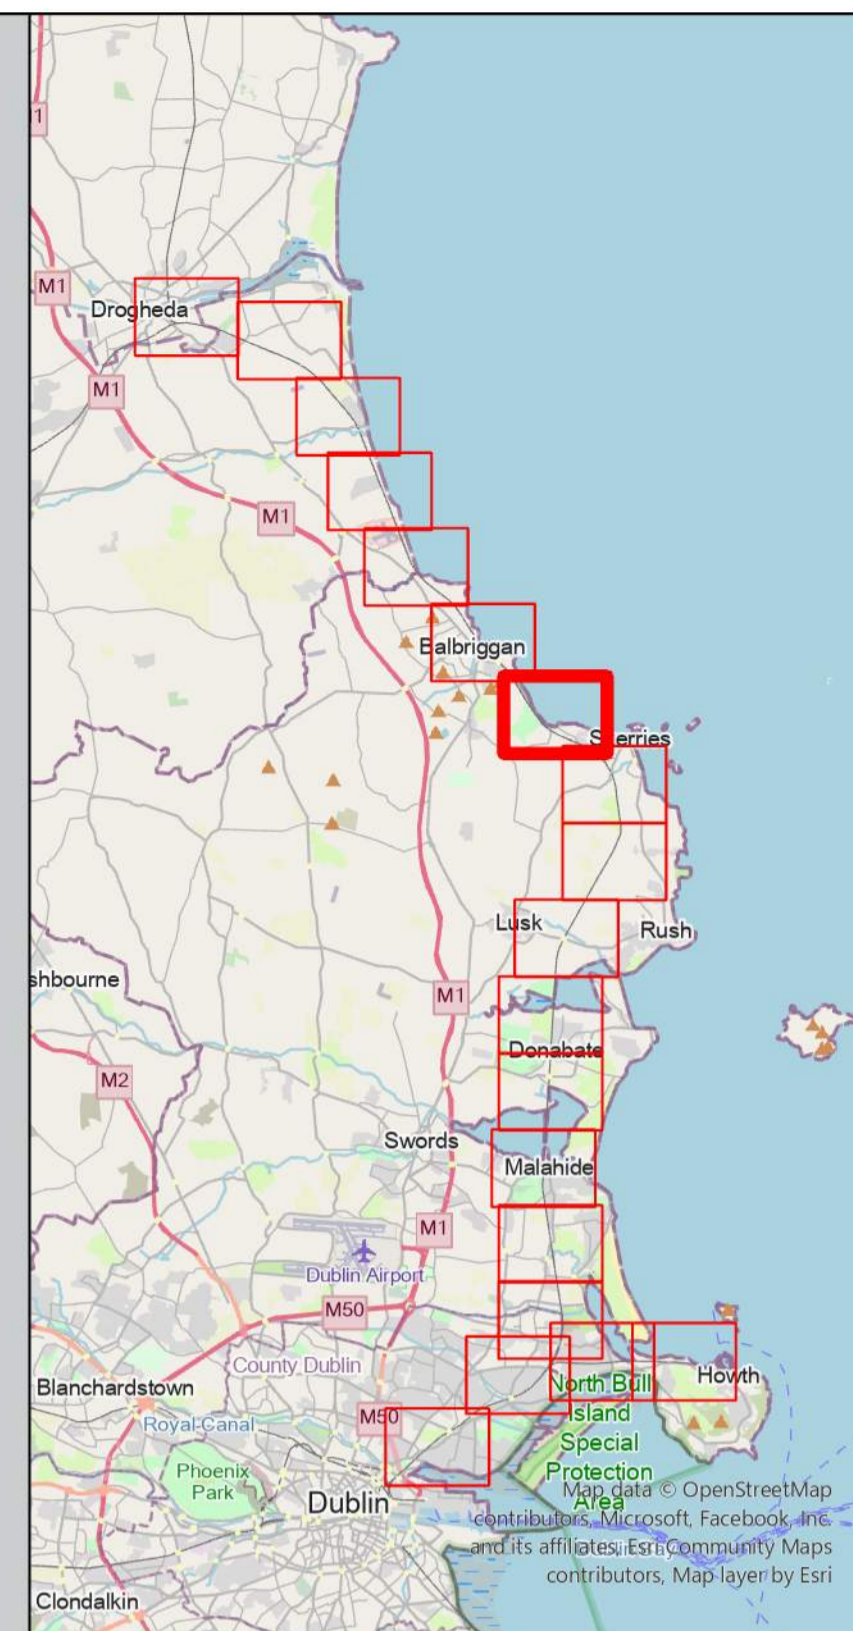 1
M1
Drogheda
M1
M1
Balbriggan
Skerries
Lusk
Rush
shbourne
M1
Donabate
M2
Swords
Malahide
M1
Dublin Airport
M50
County Dublin
Blanchardstown
Howth
North Bull
Island
Special
Protection
Area
Royal Canal
M50
Phoenix
Park
Dublin
Map data © OpenStreetMap
contributors, Microsoft, Facebook, Inc.
and its affiliates, Esri Community Maps
contributors, Map layer by Esri
Clondalkin